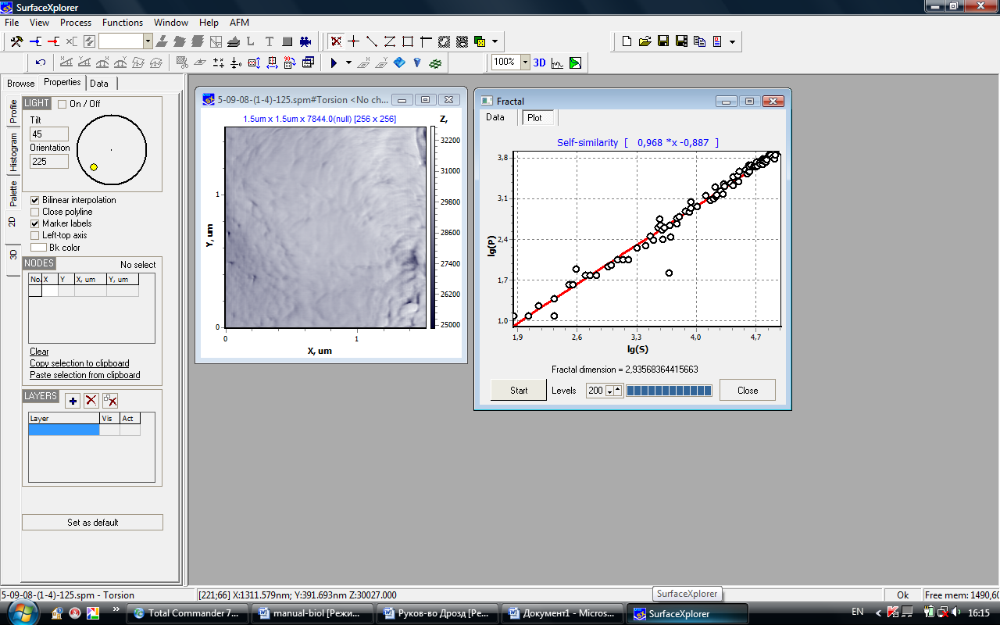 SurfaceXplorer
File View Process Functions Window Help AFM
100% 3D
Browse Properties Data
Profile
Histogram
Palette
2D
3D
LIGHT On / Off
Tilt
45
Orientation
225
Bilinear interpolation
Close polyline
Marker labels
Left-top axis
Bk color
NODES No select
No. X Y X, um Y, um
Clear
Copy selection to clipboard
Paste selection from clipboard
LAYERS
Layer Vis Act
Set as default
5-09-08-(1-4)-125.spm#Torsion <No ch...
1.5um x 1.5um x 7844.0(null) [256 x 256] Z,
32200
31000
29800
28600
27400
26200
25000
1
0
Y, um
0 1
X, um
Fractal
Data Plot
Self-similarity [ 0,968 *x -0,887 ]
3,8
3,1
2,4
1,7
1,0
lg(P)
1,9 2,6 3,3 4,0 4,7
lg(S)
Fractal dimension = 2,93568364415663
Start Levels 200 Close
SurfaceXplorer
5-09-08-(1-4)-125.spm - Torsion [221;66] X:1311.579nm; Y:391.693nm Z:30027.000 Ok Free mem: 1490,60
Total Commander 7... manual-biol [Режи... Руков-во Дрозд [Ре... Документ1 - Micros... SurfaceXplorer EN 16:15